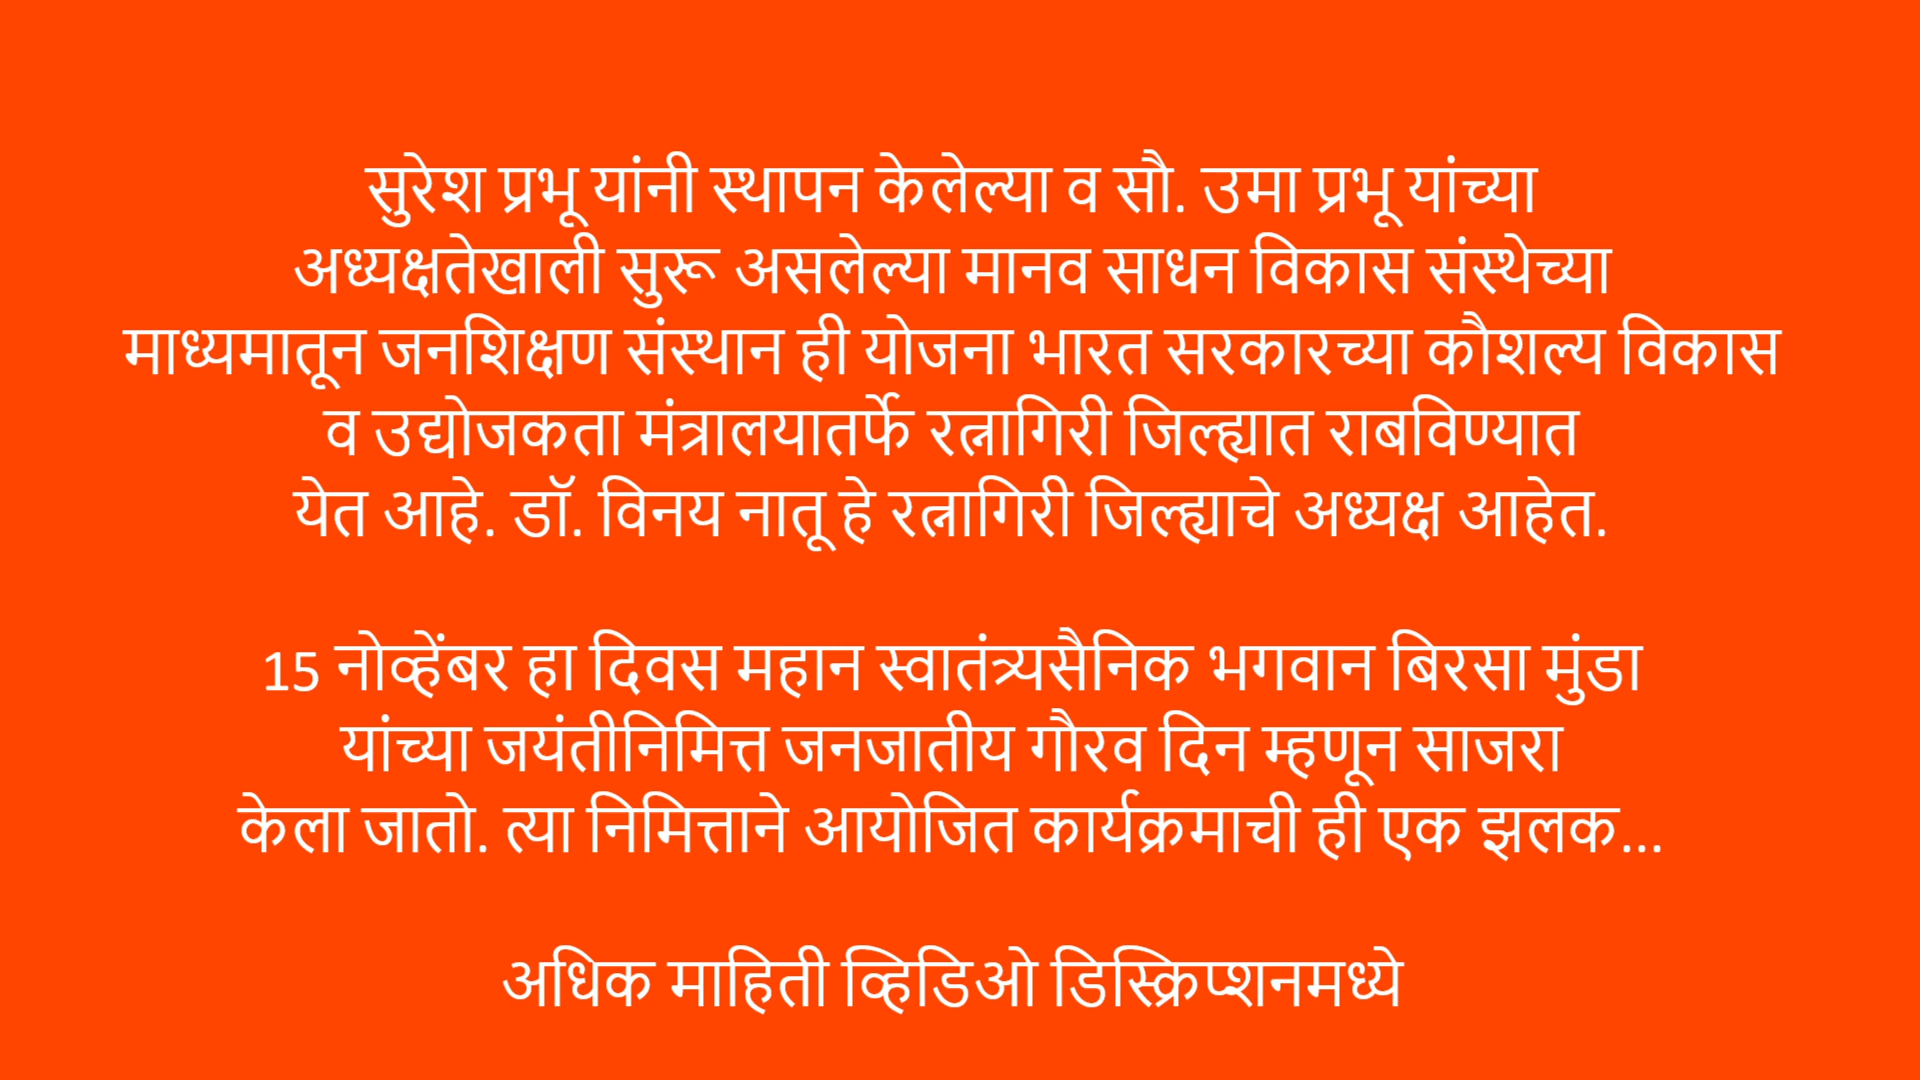 सुरेश प्रभू यांनी स्थापन केलेल्या व सौ. उमा प्रभू यांच्या
अध्यक्षतेखाली सुरू असलेल्या मानव साधन विकास संस्थेच्या
माध्यमातून जनशिक्षण संस्थान ही योजना भारत सरकारच्या कौशल्य विकास
व उद्योजकता मंत्रालयातर्फे रत्नागिरी जिल्ह्यात राबविण्यात
येत आहे. डॉ. विनय नातू हे रत्नागिरी जिल्ह्याचे अध्यक्ष आहेत.
15 नोव्हेंबर हा दिवस महान स्वातंत्र्यसैनिक भगवान बिरसा मुंडा
यांच्या जयंतीनिमित्त जनजातीय गौरव दिन म्हणून साजरा
केला जातो. त्या निमित्ताने आयोजित कार्यक्रमाची ही एक झलक...
अधिक माहिती व्हिडिओ डिस्क्रिप्शनमध्ये